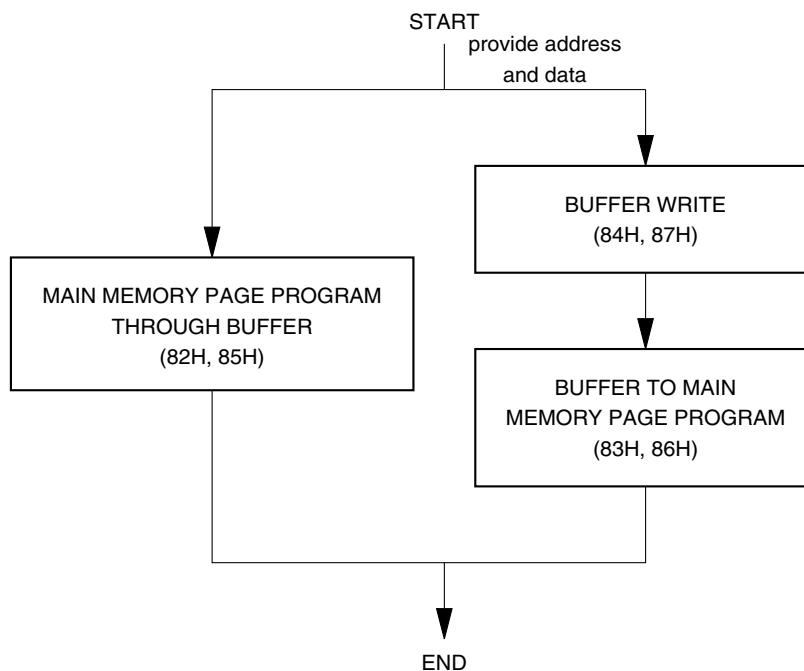 START
provide address
and data
BUFFER WRITE
(84H, 87H)
MAIN MEMORY PAGE PROGRAM
THROUGH BUFFER
(82H, 85H)
BUFFER TO MAIN
MEMORY PAGE PROGRAM
(83H, 86H)
END